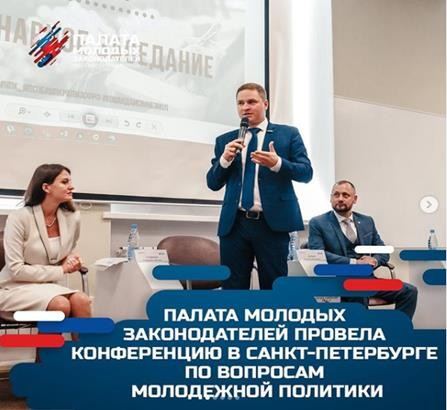 ПАЛАТА
МОЛОДЫХ
ЗАКОНОДАТЕЛЕЙ
ПАЛАТА МОЛОДЫХ
ЗАКОНОДАТЕЛЕЙ ПРОВЕЛА
КОНФЕРЕНЦИЮ В САНКТ-ПЕТЕРБУРГЕ
ПО ВОПРОСАМ
МОЛОДЕЖНОЙ ПОЛИТИКИ